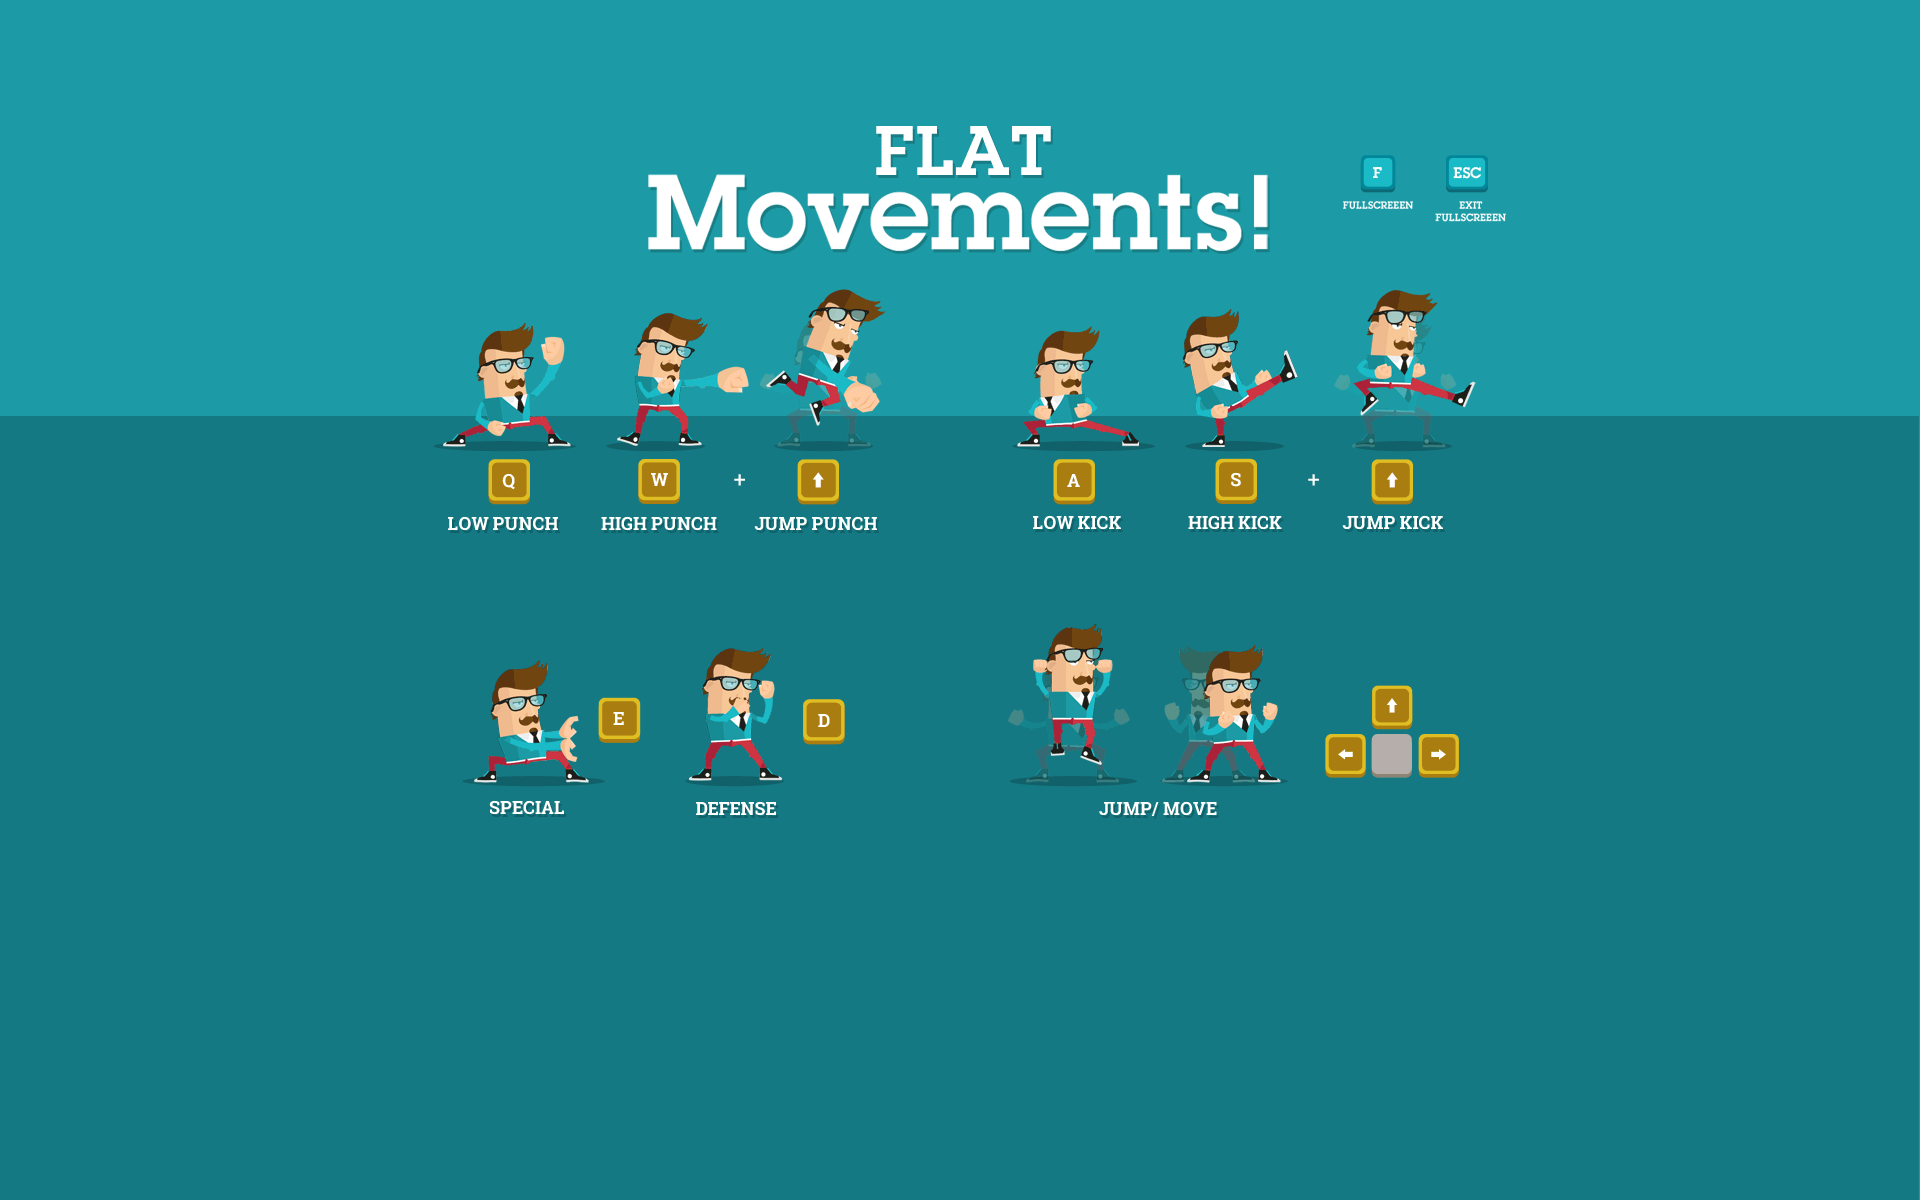 FLAT
Movements!
F
ESC
FULLSCREEEN
EXIT
FULLSCREEEN
Q
W
+
A
S
+
LOW PUNCH
HIGH PUNCH
JUMP PUNCH
LOW KICK
HIGH KICK
JUMP KICK
E
D
SPECIAL
DEFENSE
JUMP/ MOVE